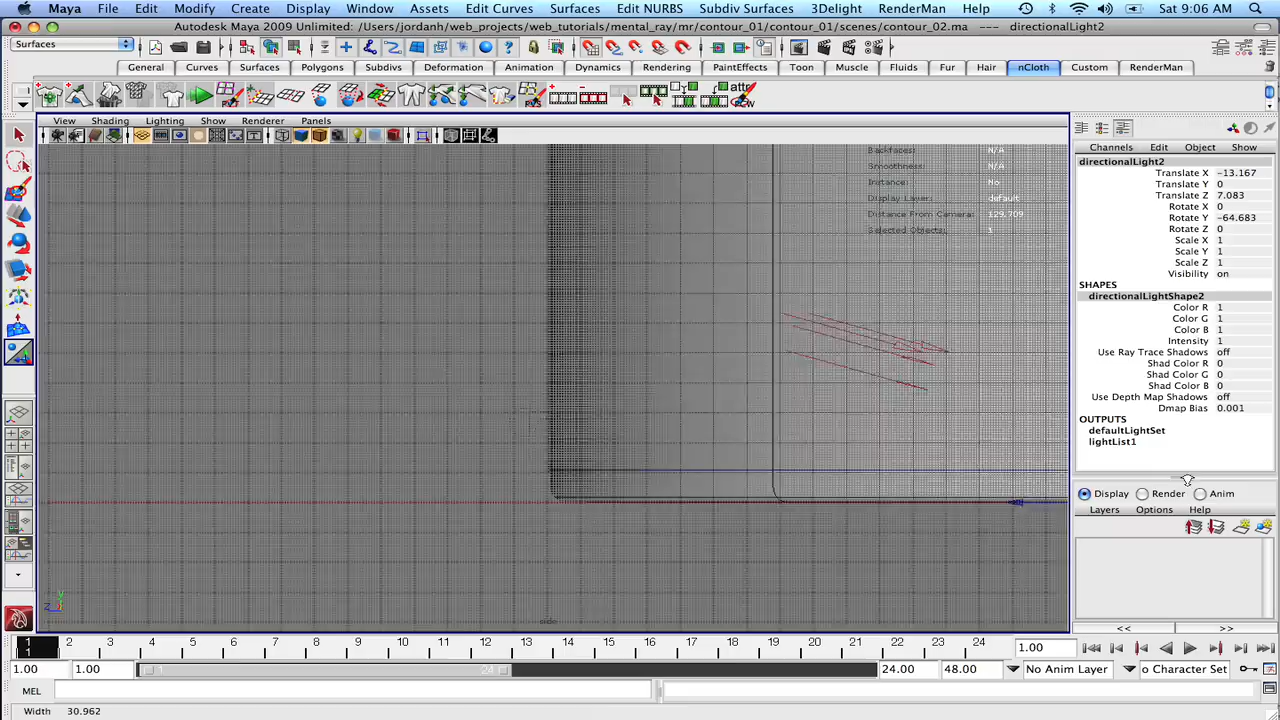 Maya File Edit Modify Create Display Window Assets Edit Curves Surfaces Edit NURBS Subdiv Surfaces 3Delight RenderMan Sat 9:06 AM
Autodesk Maya 2009 Unlimited: /Users/jordanh/web_projects/web_tutorials/mental_ray/mr/contour_01/contour_01/scenes/contour_02.ma --- directionalLight2
Surfaces
General Curves Surfaces Polygons Subdivs Deformation Animation Dynamics Rendering PaintEffects Toon Muscle Fluids Fur Hair nCloth Custom RenderMan
View Shading Lighting Show Renderer Panels
Backfaces: N/A
Smoothness: N/A
Instance: No
Display Layer: default
Distance From Camera: 129.709
Selected Objects: 1
Channels Edit Object Show
directionalLight2
Translate X -13.167
Translate Y 0
Translate Z 7.083
Rotate X 0
Rotate Y -64.683
Rotate Z 0
Scale X 1
Scale Y 1
Scale Z 1
Visibility on
SHAPES
directionalLightShape2
Color R 1
Color G 1
Color B 1
Intensity 1
Use Ray Trace Shadows off
Shad Color R 0
Shad Color G 0
Shad Color B 0
Use Depth Map Shadows off
Dmap Bias 0.001
OUTPUTS
defaultLightSet
lightList1
Display Render Anim
Layers Options Help
<< >>
y
z
side
1 2 3 4 5 6 7 8 9 10 11 12 13 14 15 16 17 18 19 20 21 22 23 24 1.00
1
1.00 1.00 1 24 24.00 48.00 No Anim Layer o Character Set
MEL
Width 30.962